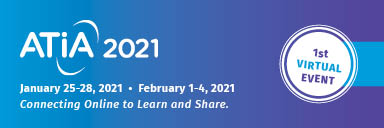 ATiA 2021
January 25-28, 2021 • February 1-4, 2021
Connecting Online to Learn and Share.
1st
VIRTUAL
EVENT